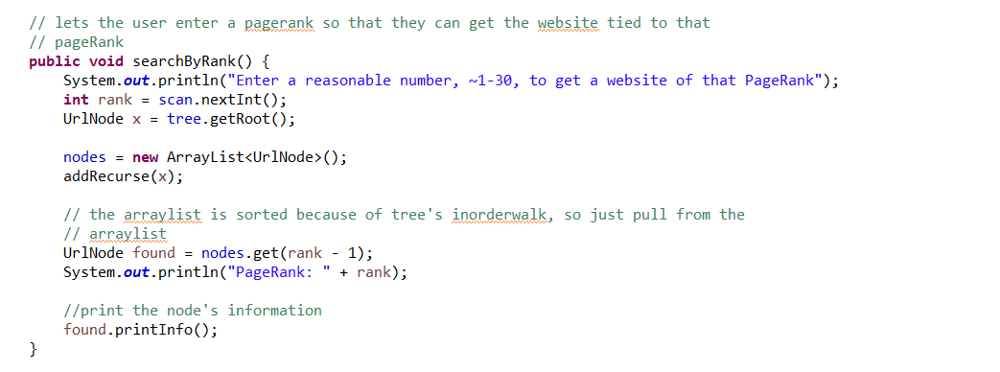 // lets the user enter a pagerank so that they can get the website tied to that
// pageRank
public void searchByRank() {
    System.out.println("Enter a reasonable number, ~1-30, to get a website of that PageRank");
    int rank = scan.nextInt();
    UrlNode x = tree.getRoot();

    nodes = new ArrayList<UrlNode>();
    addRecurse(x);

    // the arraylist is sorted because of tree's inorderwalk, so just pull from the
    // arraylist
    UrlNode found = nodes.get(rank - 1);
    System.out.println("PageRank: " + rank);

    //print the node's information
    found.printInfo();
}